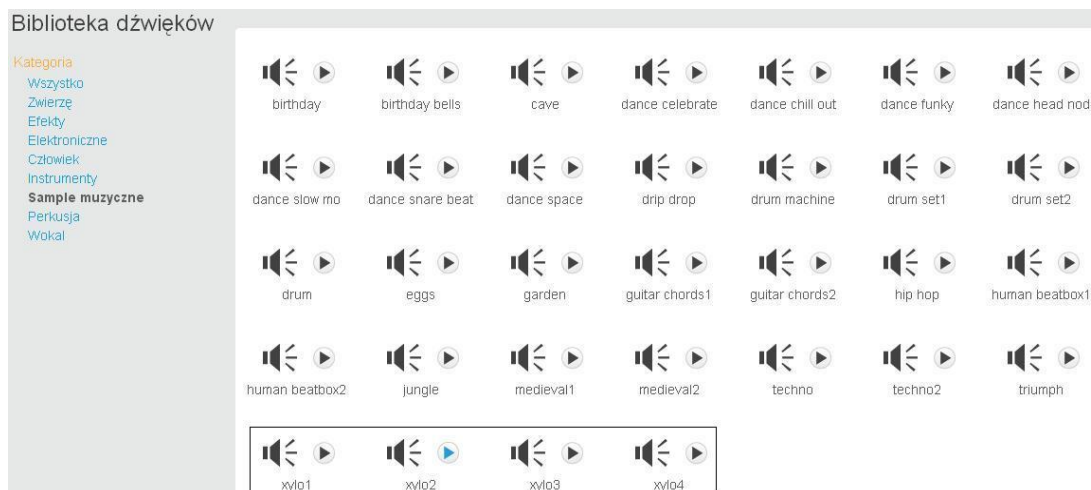 Biblioteka dźwięków
Kategoria
Wszystko
Zwierzę
Efekty
Elektroniczne
Człowiek
Instrumenty
Sample muzyczne
Perkusja
Wokal
birthday birthday bells cave dance celebrate dance chill out dance funky dance head nod
dance slow mo dance snare beat dance space drip drop drum machine drum set1 drum set2
drum eggs garden guitar chords1 guitar chords2 hip hop human beatbox1
human beatbox2 jungle medieval1 medieval2 techno techno2 triumph
xylo1 xylo2 xylo3 xylo4